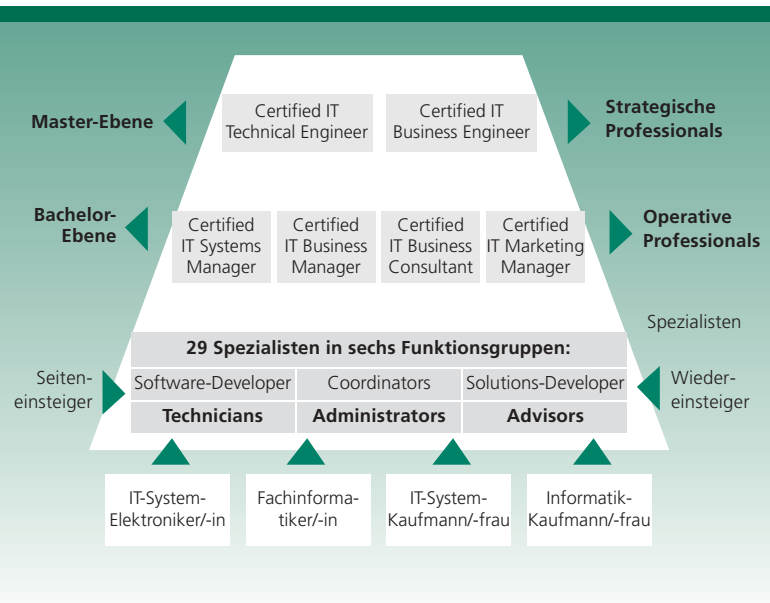 Master-Ebene
Certified IT
Technical Engineer
Certified IT
Business Engineer
Strategische
Professionals
Bachelor-
Ebene
Certified
IT Systems
Manager
Certified
IT Business
Manager
Certified
IT Business
Consultant
Certified
IT Marketing
Manager
Operative
Professionals
Spezialisten
29 Spezialisten in sechs Funktionsgruppen:
Seiten-
einsteiger
Software-Developer
Coordinators
Solutions-Developer
Wieder-
einsteiger
Technicians
Administrators
Advisors
IT-System-
Elektroniker/-in
Fachinforma-
tiker/-in
IT-System-
Kaufmann/-frau
Informatik-
Kaufmann/-frau